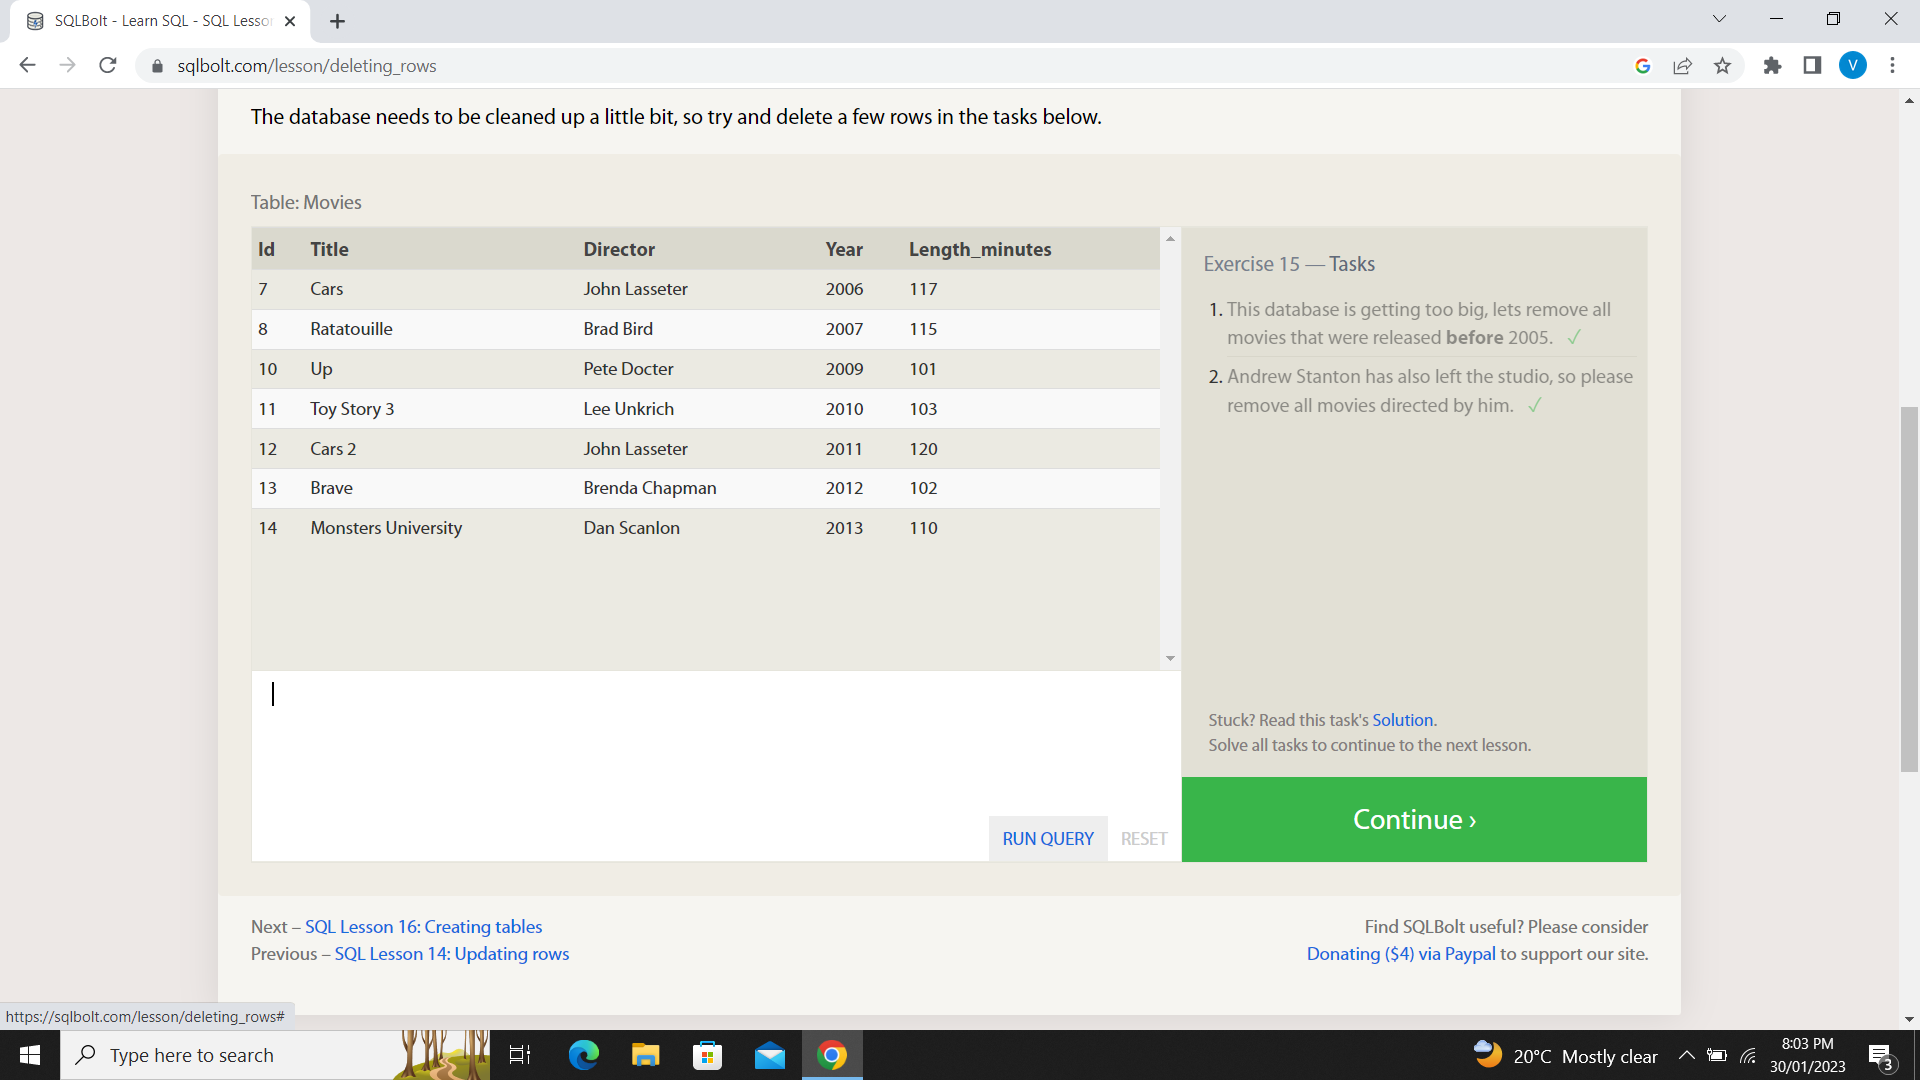 SQLBolt - Learn SQL - SQL Lesso
sqlbolt.com/lesson/deleting_rows
V
The database needs to be cleaned up a little bit, so try and delete a few rows in the tasks below.
Table: Movies
Id Title Director Year Length_minutes
7 Cars John Lasseter 2006 117
8 Ratatouille Brad Bird 2007 115
10 Up Pete Docter 2009 101
11 Toy Story 3 Lee Unkrich 2010 103
12 Cars 2 John Lasseter 2011 120
13 Brave Brenda Chapman 2012 102
14 Monsters University Dan Scanlon 2013 110
RUN QUERY RESET
Exercise 15 — Tasks
1. This database is getting too big, lets remove all
movies that were released before 2005. ✓
2. Andrew Stanton has also left the studio, so please
remove all movies directed by him. ✓
Stuck? Read this task's Solution.
Solve all tasks to continue to the next lesson.
Continue ›
Next – SQL Lesson 16: Creating tables
Previous – SQL Lesson 14: Updating rows
Find SQLBolt useful? Please consider
Donating ($4) via Paypal to support our site.
https://sqlbolt.com/lesson/deleting_rows#
Type here to search
20°C Mostly clear
8:03 PM
30/01/2023
3